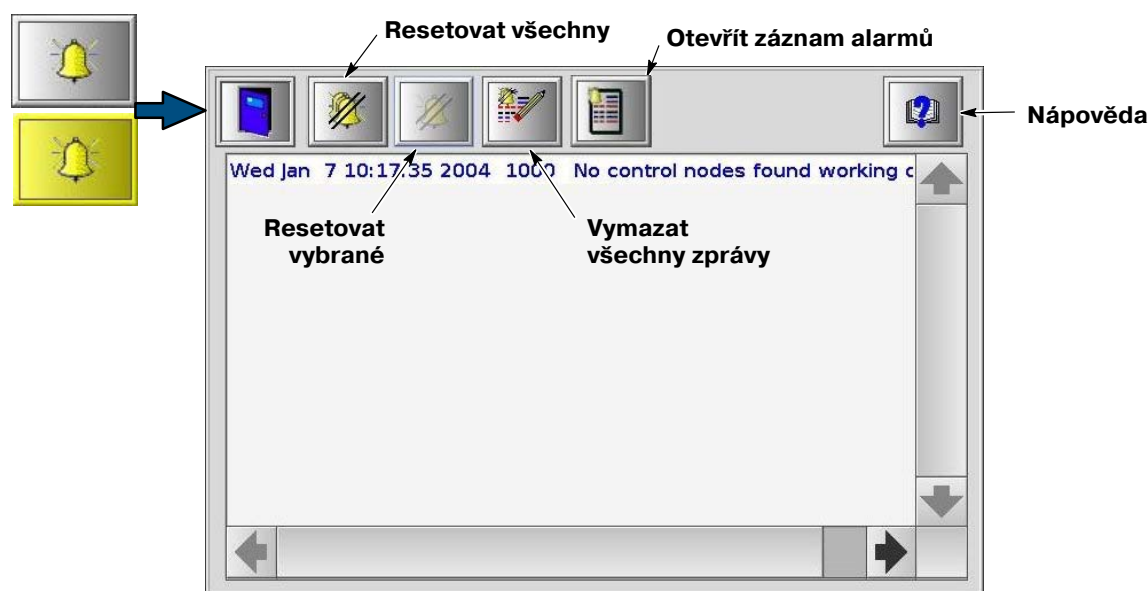 Resetovat všechny
Otevřít záznam alarmů
Nápověda
Wed Jan 7 10:17:35 2004 1000 No control nodes found working
Resetovat
vybrané
Vymazat
všechny zprávy